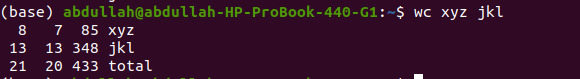 (base) abdullah@abdullah-HP-ProBook-440-G1:~$ wc xyz jkl
  8   7  85 xyz
 13  13 348 jkl
 21  20 433 total